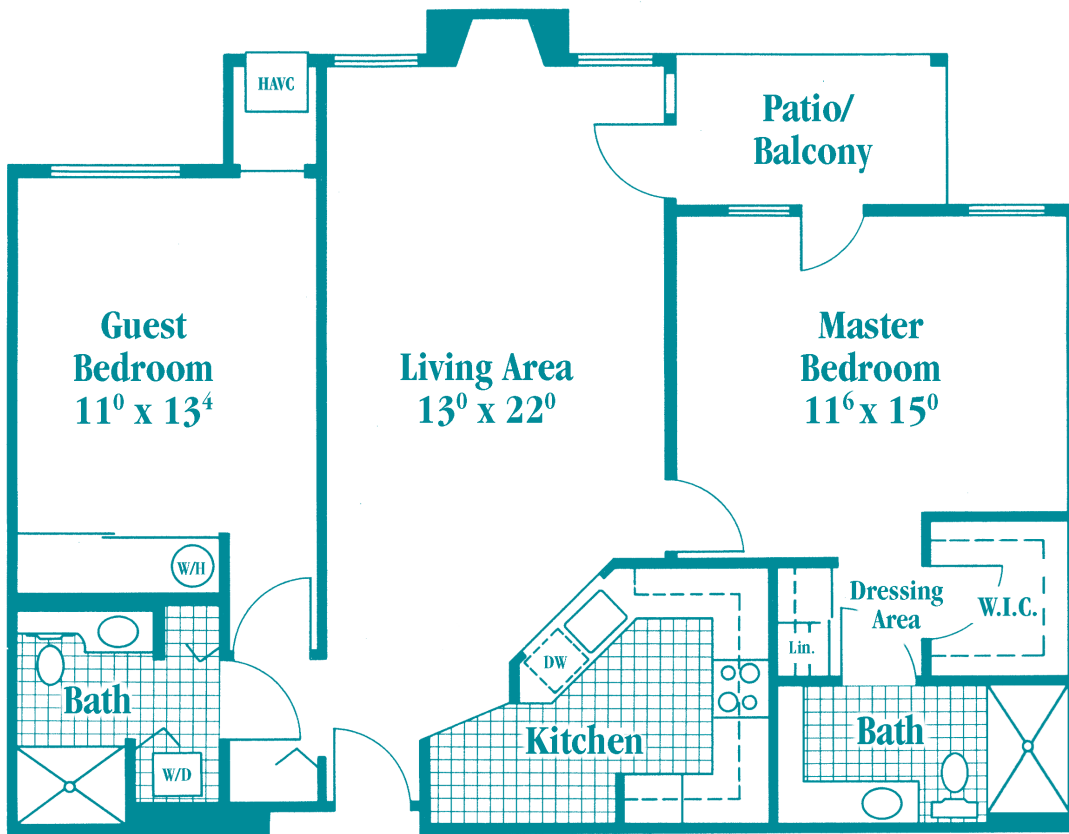 HAVC
Patio/
Balcony
Guest
Bedroom
11⁰ x 13⁴
Living Area
13⁰ x 22⁰
Master
Bedroom
11⁶ x 15⁰
W/H
Dressing
Area
W.I.C.
Lin.
DW
Bath
Kitchen
Bath
W/D